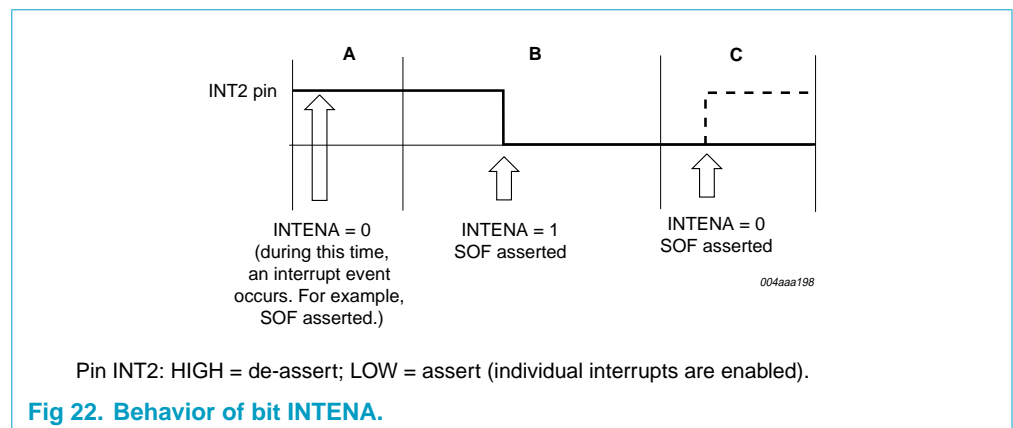 A
B
C
INT2 pin
INTENA = 0
(during this time,
an interrupt event
occurs. For example,
SOF asserted.)
INTENA = 1
SOF asserted
INTENA = 0
SOF asserted
004aaa198
Pin INT2: HIGH = de-assert; LOW = assert (individual interrupts are enabled).
Fig 22. Behavior of bit INTENA.